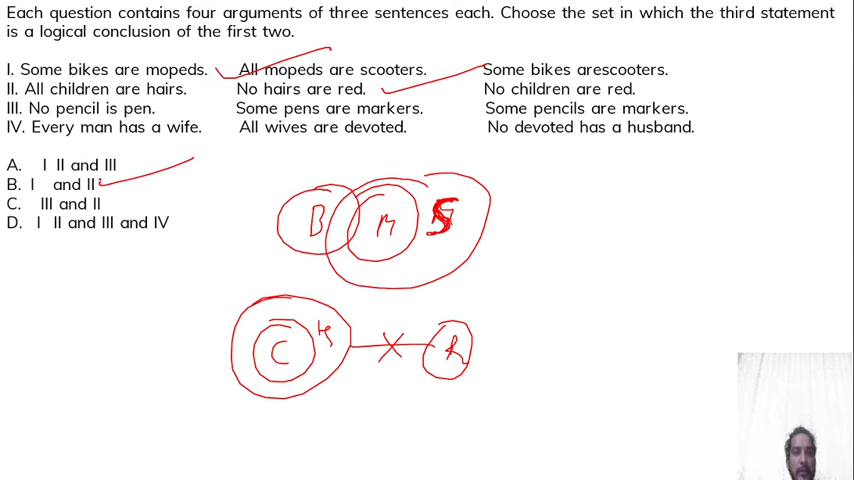 Each question contains four arguments of three sentences each. Choose the set in which the third statement
is a logical conclusion of the first two.
I. Some bikes are mopeds. All mopeds are scooters. Some bikes arescooters.
II. All children are hairs. No hairs are red. No children are red.
III. No pencil is pen. Some pens are markers. Some pencils are markers.
IV. Every man has a wife. All wives are devoted. No devoted has a husband.
A. I II and III
B. I and II
C. III and II
D. I II and III and IV
B M S
C H R